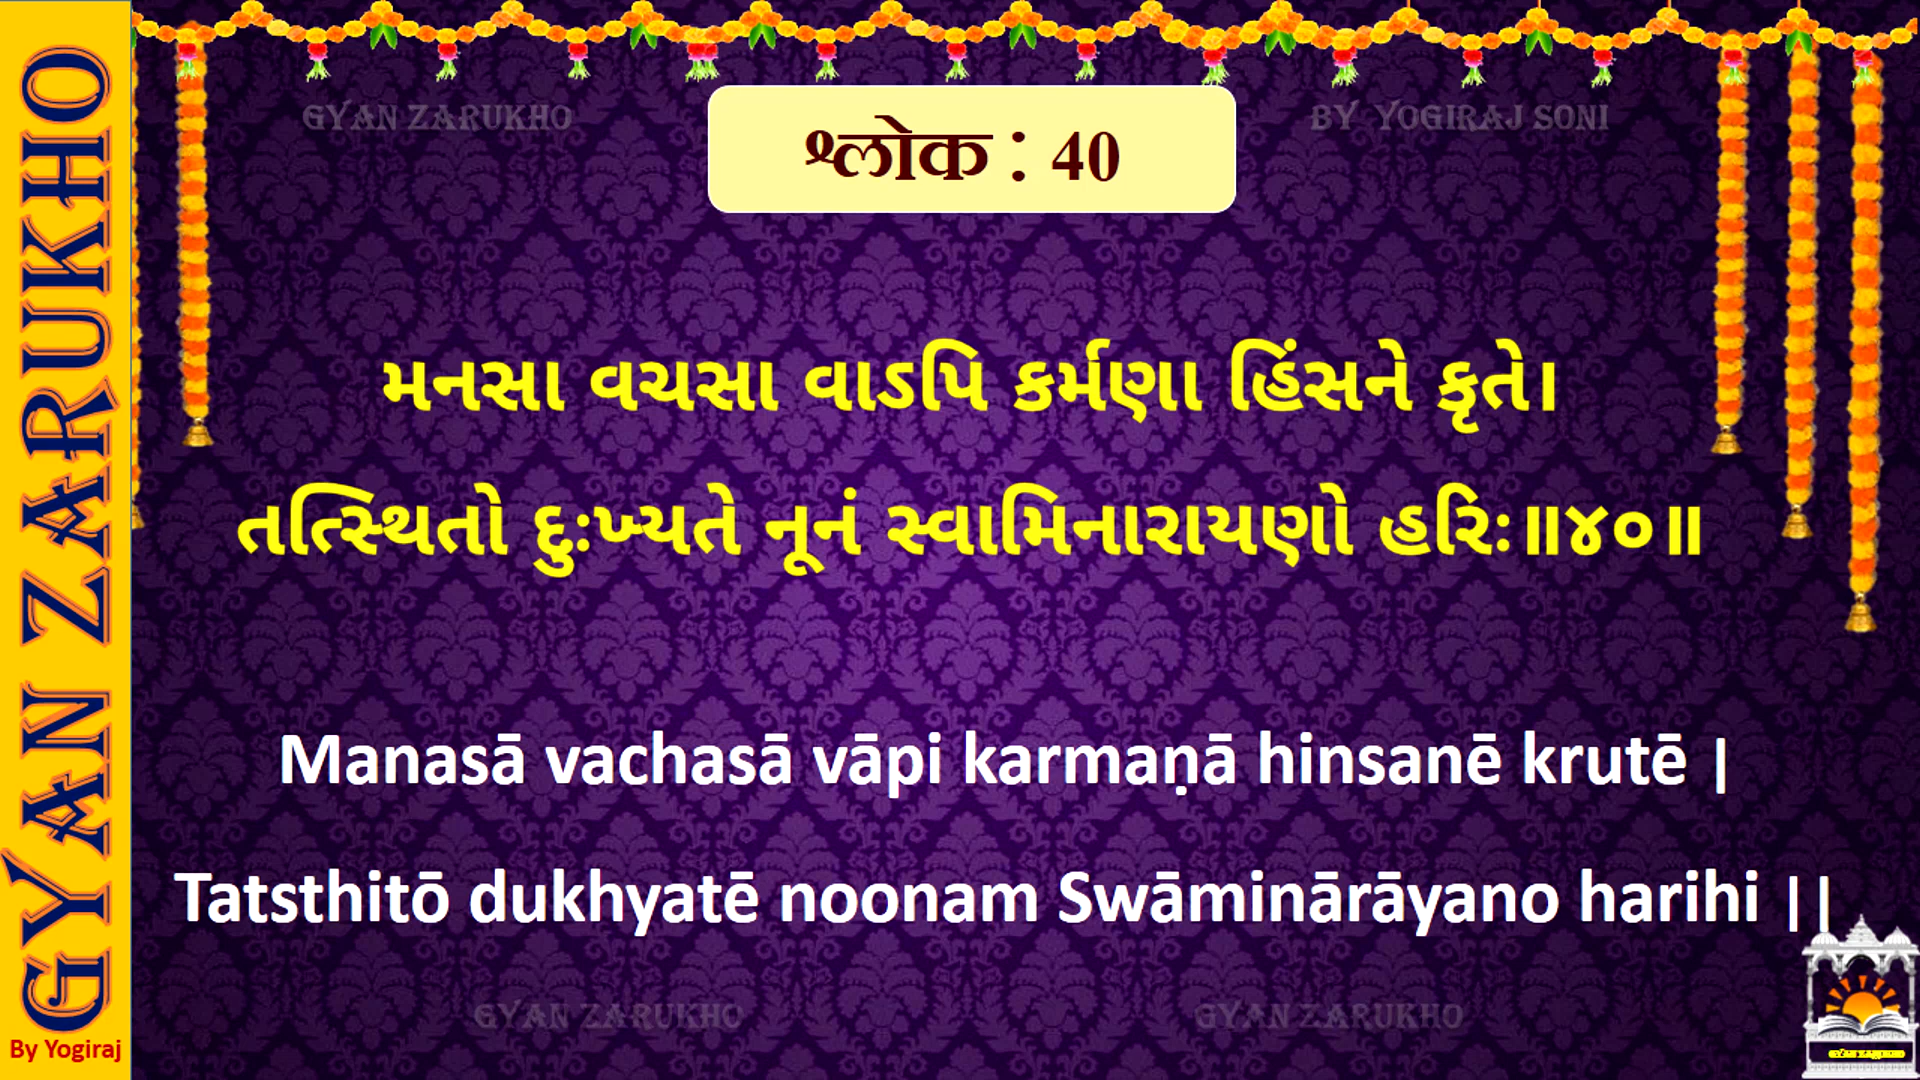 GYAN ZARUKHO
By Yogiraj
GYAN ZARUKHO
BY YOGIRAJ SONI
श्लोक : 40
મનસા વચસા વાઽપિ કર્મણા હિંસને કૃતે।
તત્સ્થિતો દુઃખ્યતે નૂનં સ્વામિનારાયણો હરિઃ॥૪૦॥
Manasā vachasā vāpi karmaṇā hinsanē krutē |
Tatsthitō dukhyatē noonam Swāminārāyano harihi ||
GYAN ZARUKHO
GYAN ZARUKHO